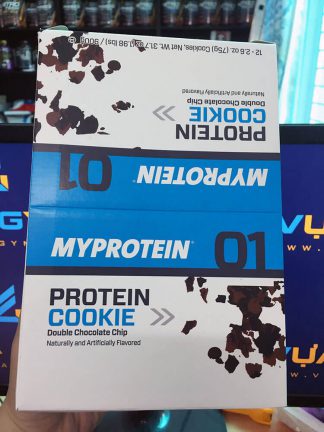 12 - 2.6 oz. (75g) Cookies, Net Wt. 31.7 oz (1.98 lbs) / 900g
Naturally and Artificially Flavored
Double Chocolate Chip
COOKIE
PROTEIN
MYPROTEIN
01
MYPROTEIN
01
PROTEIN
COOKIE
Double Chocolate Chip
Naturally and Artificially Flavored